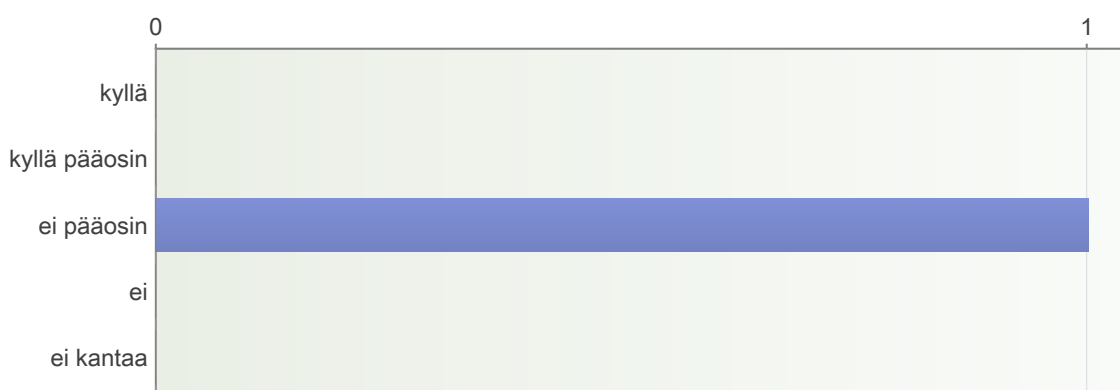 0 1
kyllä
kyllä pääosin
ei pääosin
ei
ei kantaa